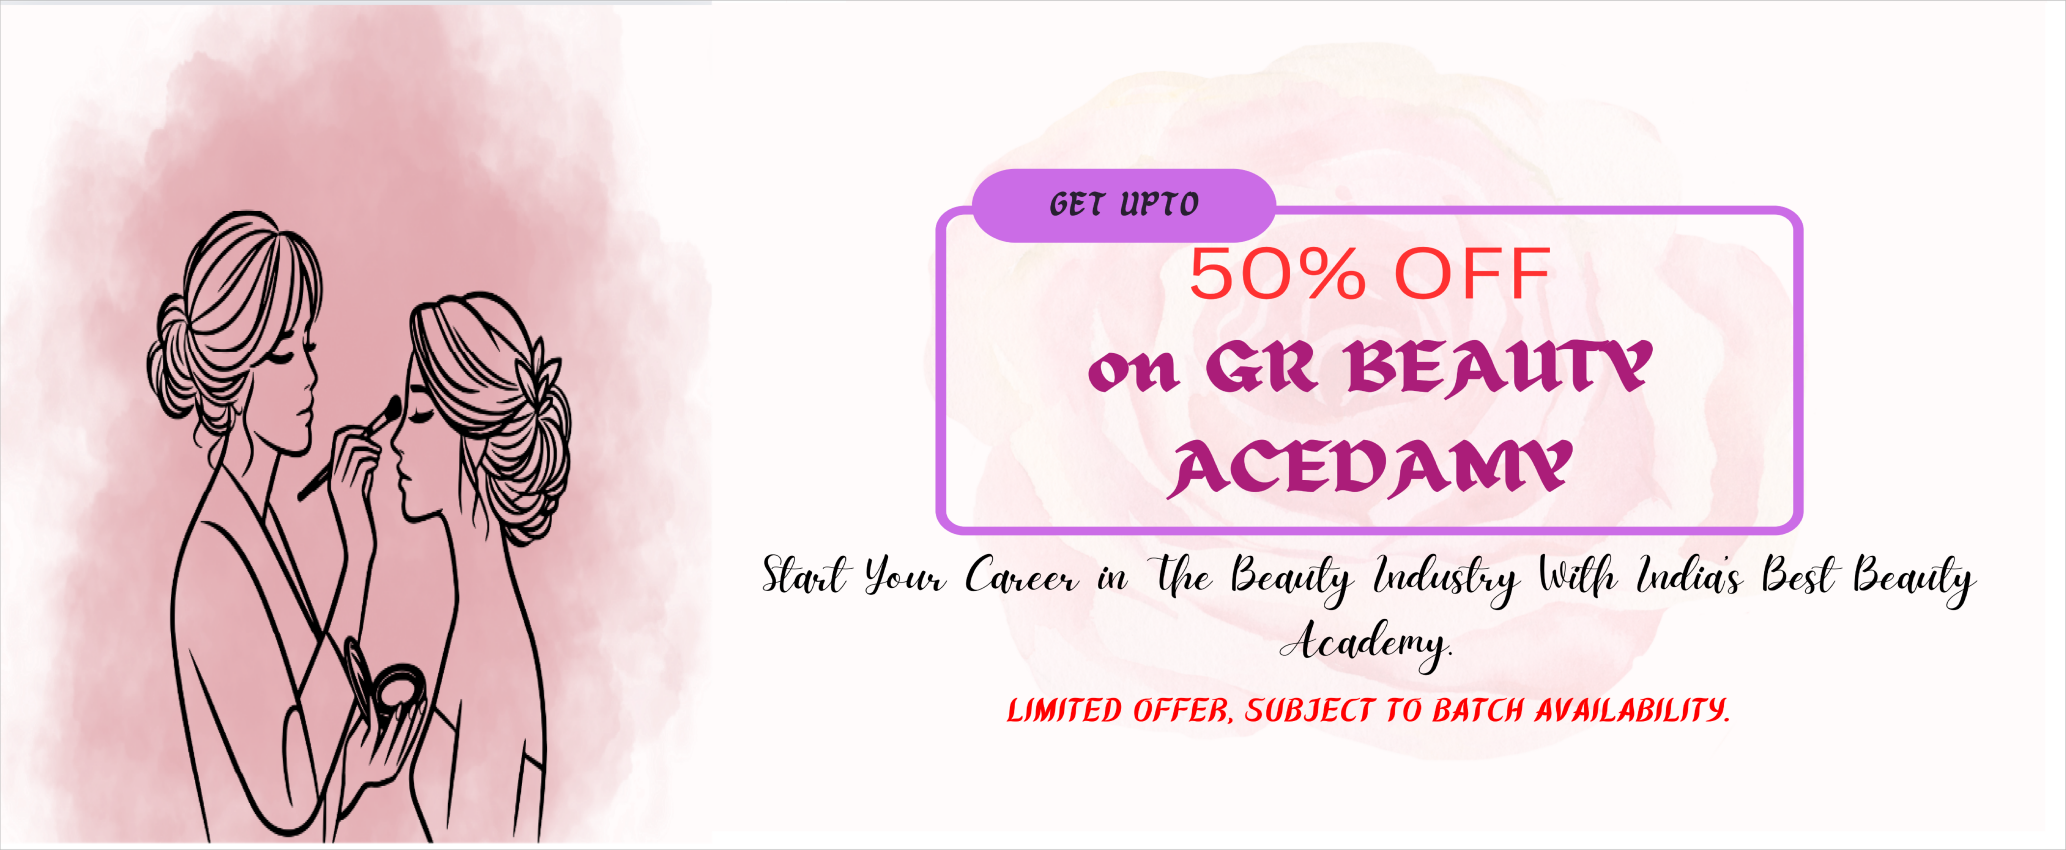 GET UPTO
50% OFF
on GR BEAUTY
ACEDAMY
Start Your Career in The Beauty Industry With India's Best Beauty
Academy.
LIMITED OFFER, SUBJECT TO BATCH AVAILABILITY.